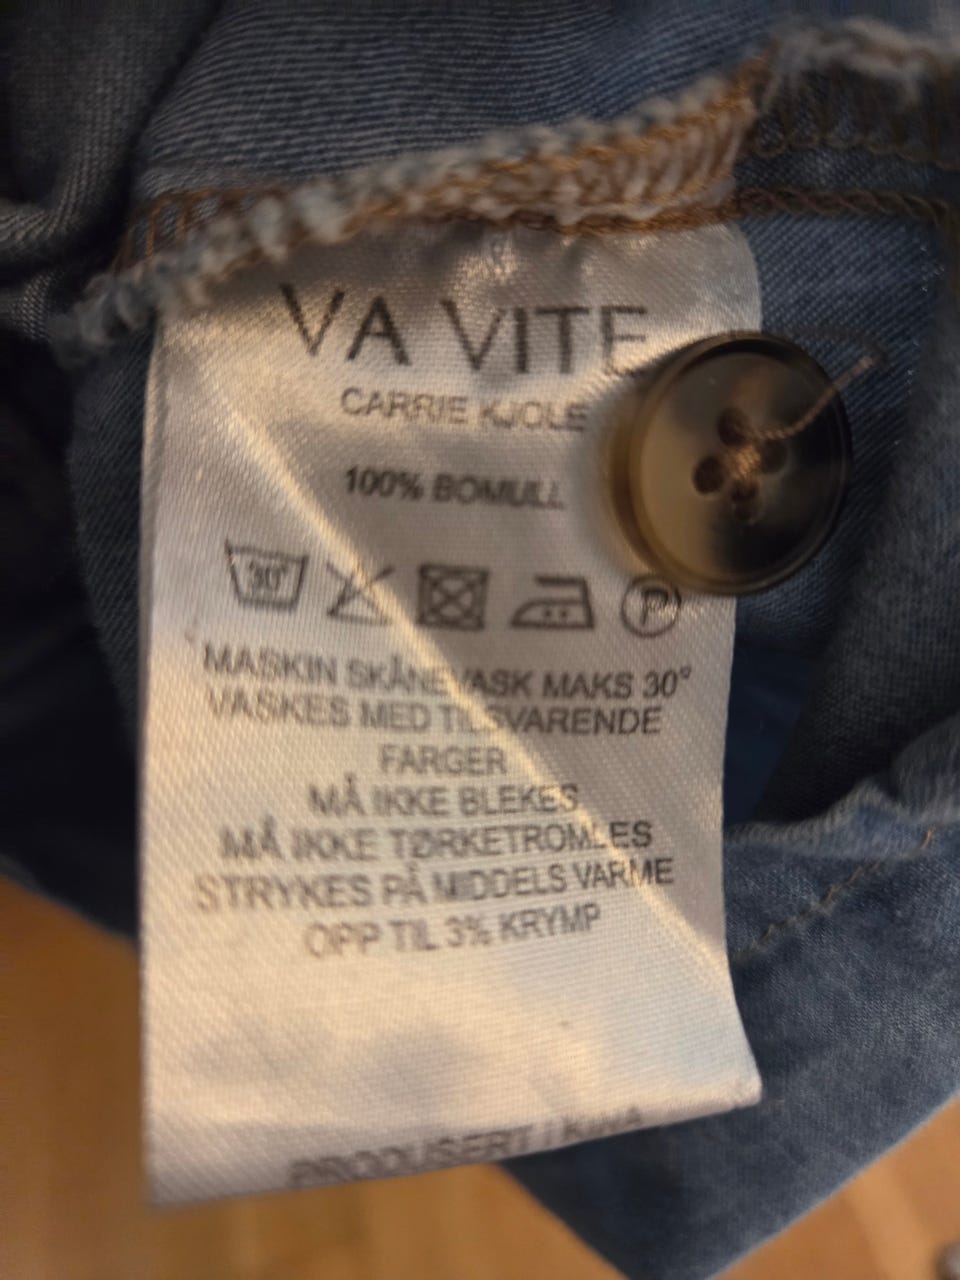 VA VITE
CARRIE KJOLE
100% BOMULL
30° P
MASKIN SKÅNEVASK MAKS 30°
VASKES MED TILSVARENDE
FARGER
MÅ IKKE BLEKES
MÅ IKKE TØRKETROMLES
STRYKES PÅ MIDDELS VARME
OPP TIL 3% KRYMP
PRODUSERT I KINA